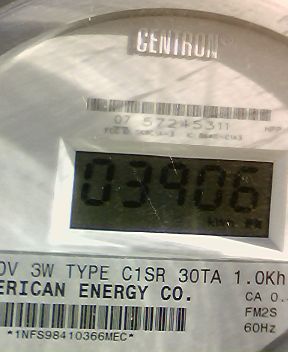 CENTRON
07 57245311
03906
0V 3W TYPE C1SR 30TA 1.0Kh
ERICAN ENERGY CO.
CA 0.
FM2S
*1NFS98410366MEC*
60Hz